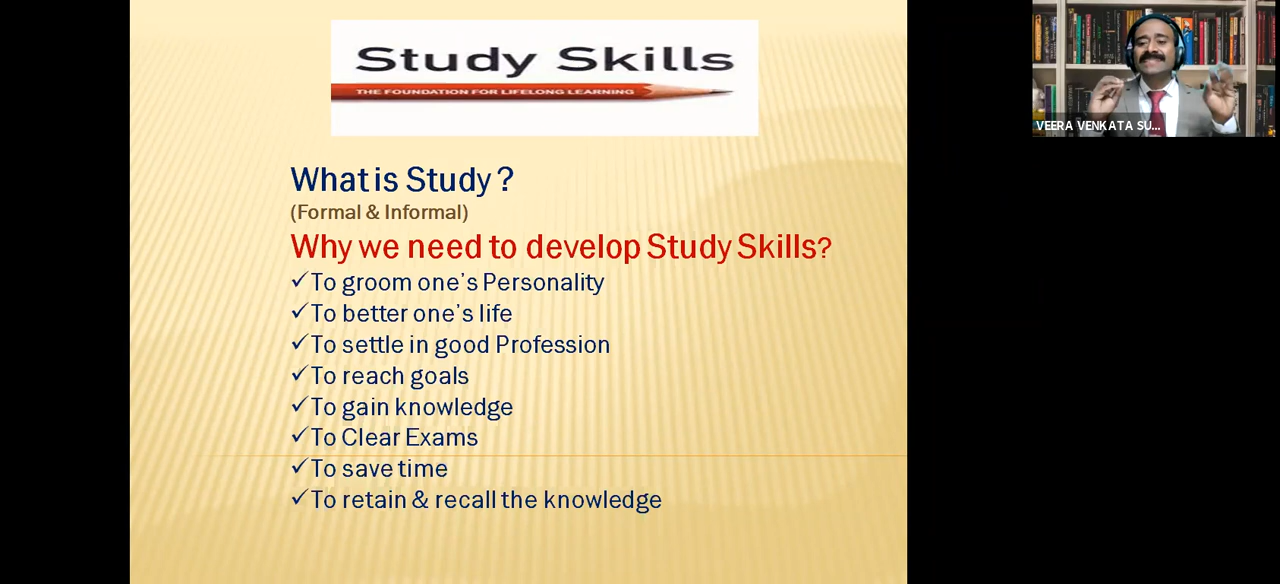 Study Skills
THE FOUNDATION FOR LIFELONG LEARNING
What is Study?
(Formal & Informal)
Why we need to develop Study Skills?
✓To groom one's Personality
✓To better one's life
✓To settle in good Profession
✓To reach goals
✓To gain knowledge
✓To Clear Exams
✓To save time
✓To retain & recall the knowledge
VEERA VENKATA SU...